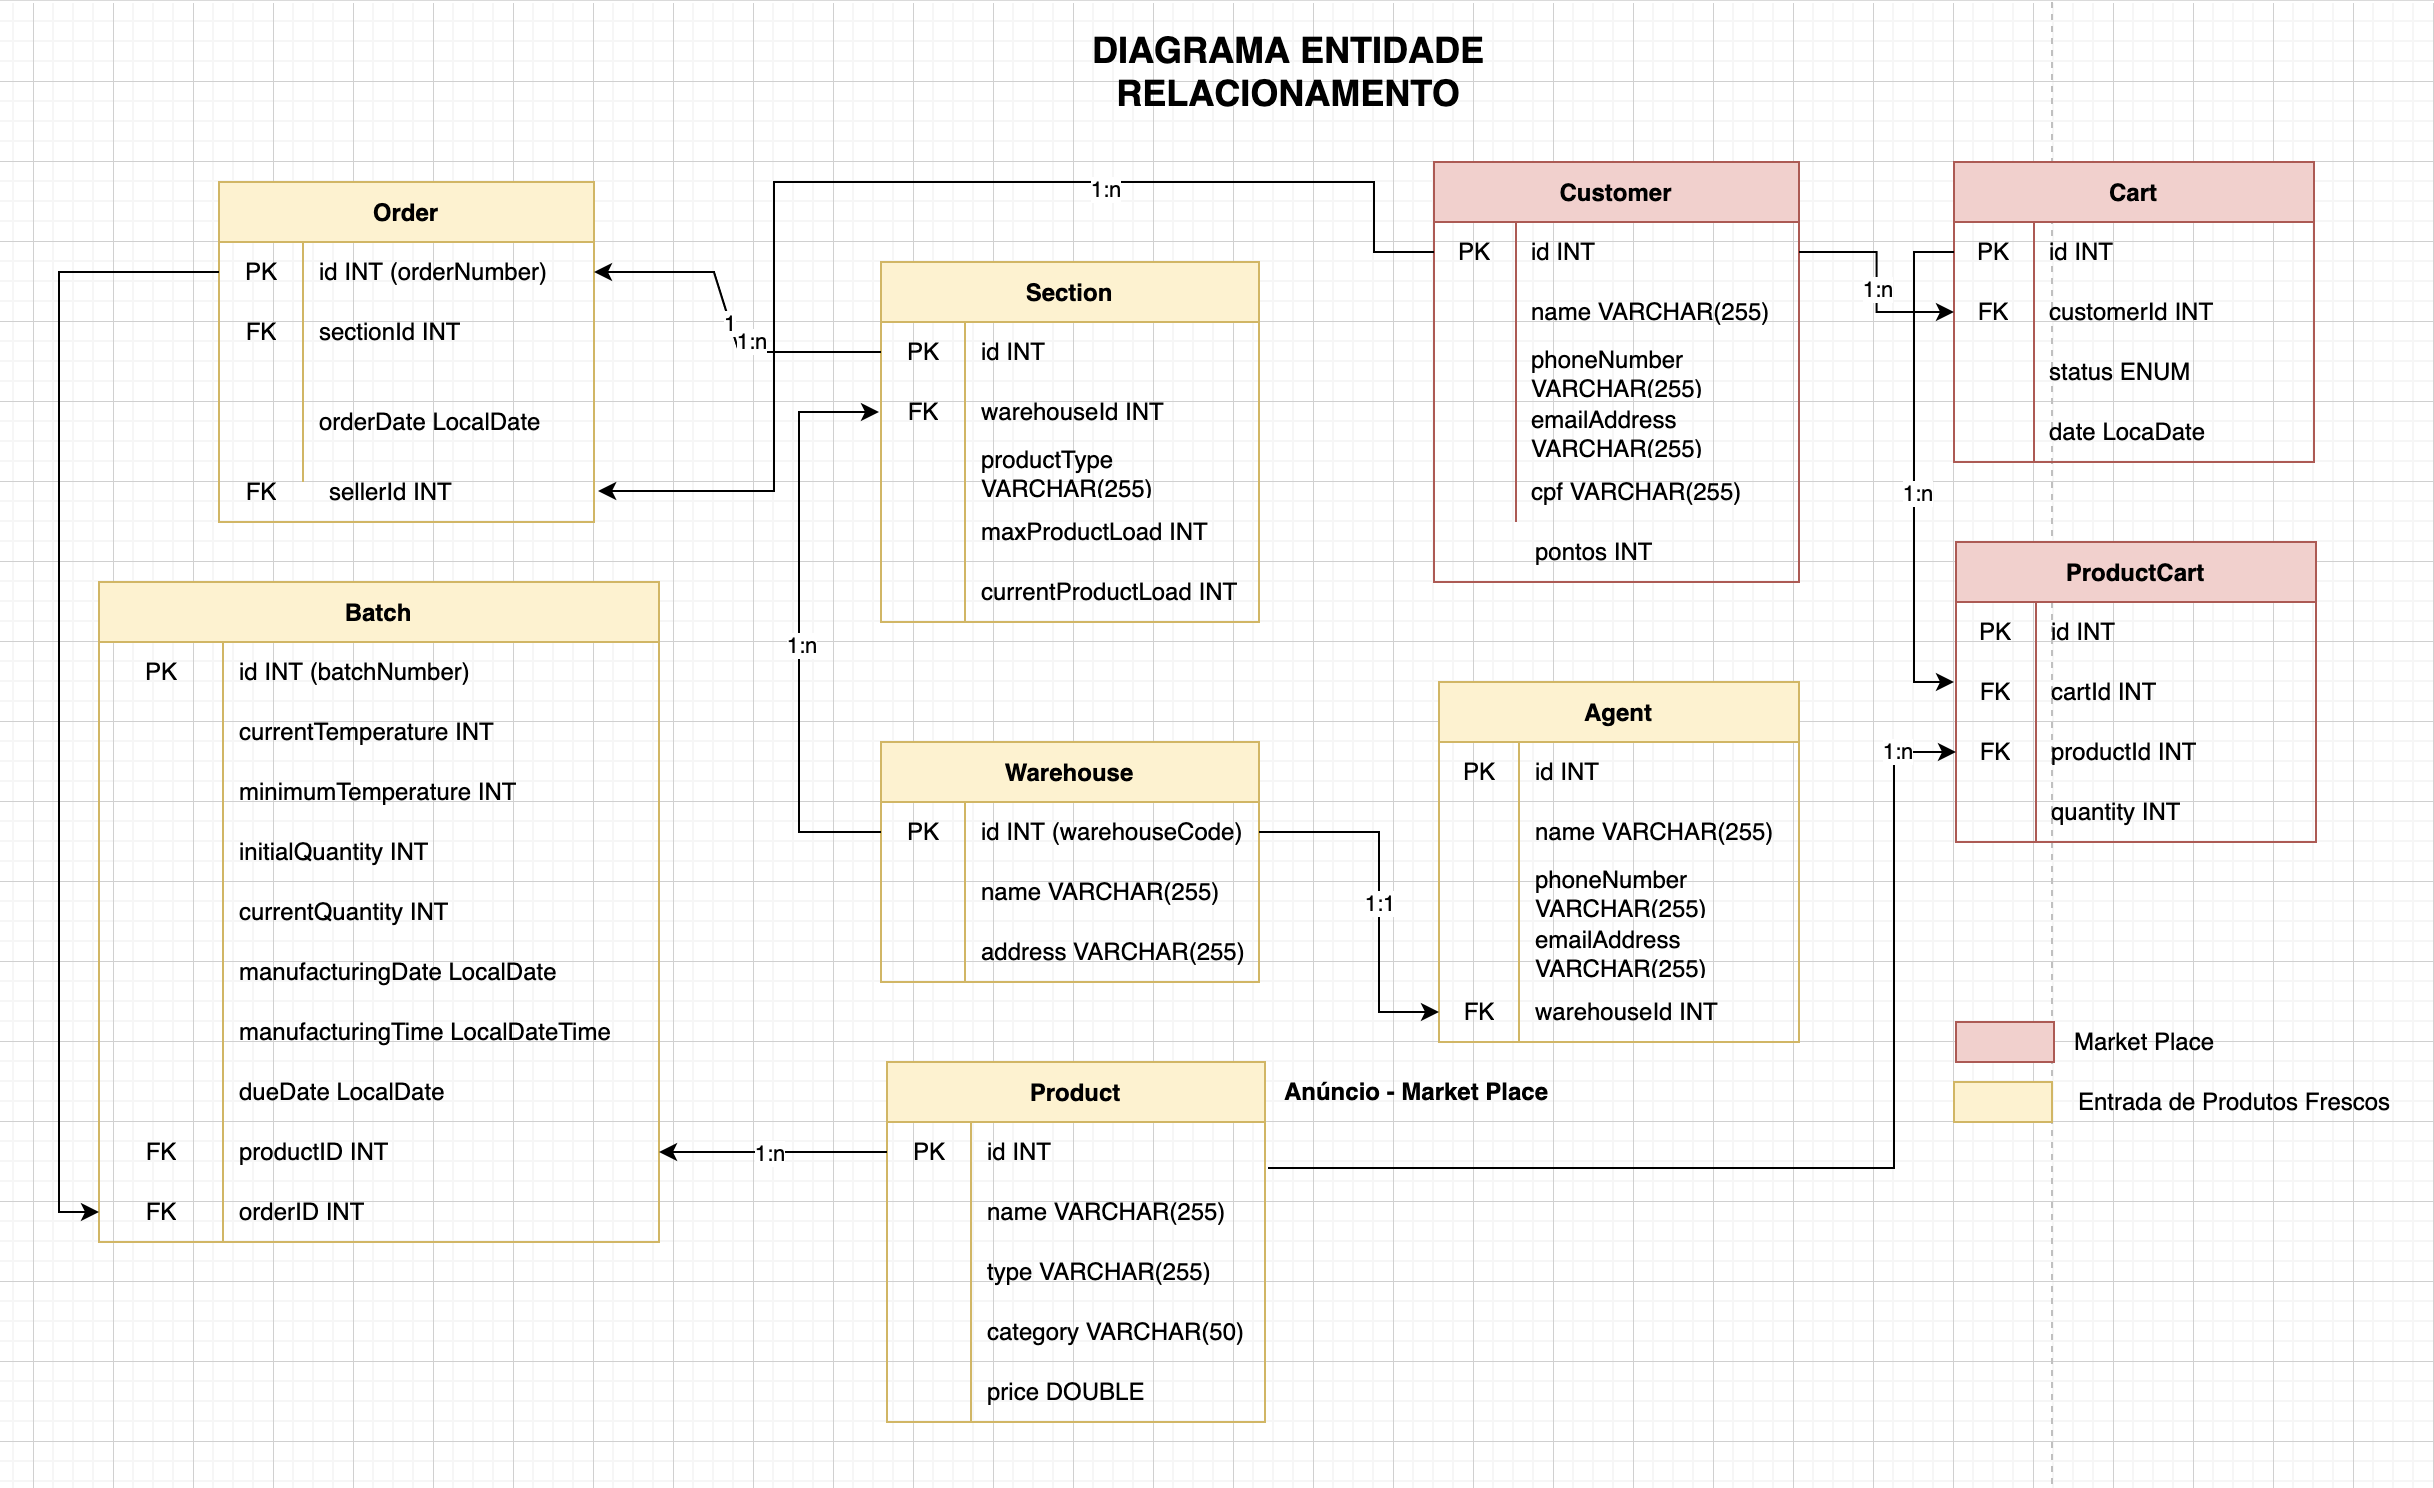 DIAGRAMA ENTIDADE
RELACIONAMENTO
Order
PK id INT (orderNumber)
FK sectionId INT
orderDate LocalDate
FK sellerId INT
1:n
1
1:n
Section
PK id INT
FK warehouseId INT
productType
VARCHAR(255)
maxProductLoad INT
currentProductLoad INT
Customer
PK id INT
name VARCHAR(255)
phoneNumber
VARCHAR(255)
emailAddress
VARCHAR(255)
cpf VARCHAR(255)
pontos INT
1:n
Cart
PK id INT
FK customerId INT
status ENUM
date LocaDate
1:n
ProductCart
PK id INT
FK cartId INT
1:n
FK productId INT
quantity INT
Batch
PK id INT (batchNumber)
currentTemperature INT
minimumTemperature INT
initialQuantity INT
currentQuantity INT
manufacturingDate LocalDate
manufacturingTime LocalDateTime
dueDate LocalDate
FK productID INT
FK orderID INT
1:n
Warehouse
PK id INT (warehouseCode)
name VARCHAR(255)
address VARCHAR(255)
1:1
Agent
PK id INT
name VARCHAR(255)
phoneNumber
VARCHAR(255)
emailAddress
VARCHAR(255)
FK warehouseId INT
1:n
Product
PK id INT
name VARCHAR(255)
type VARCHAR(255)
category VARCHAR(50)
price DOUBLE
Anúncio - Market Place
Market Place
Entrada de Produtos Frescos